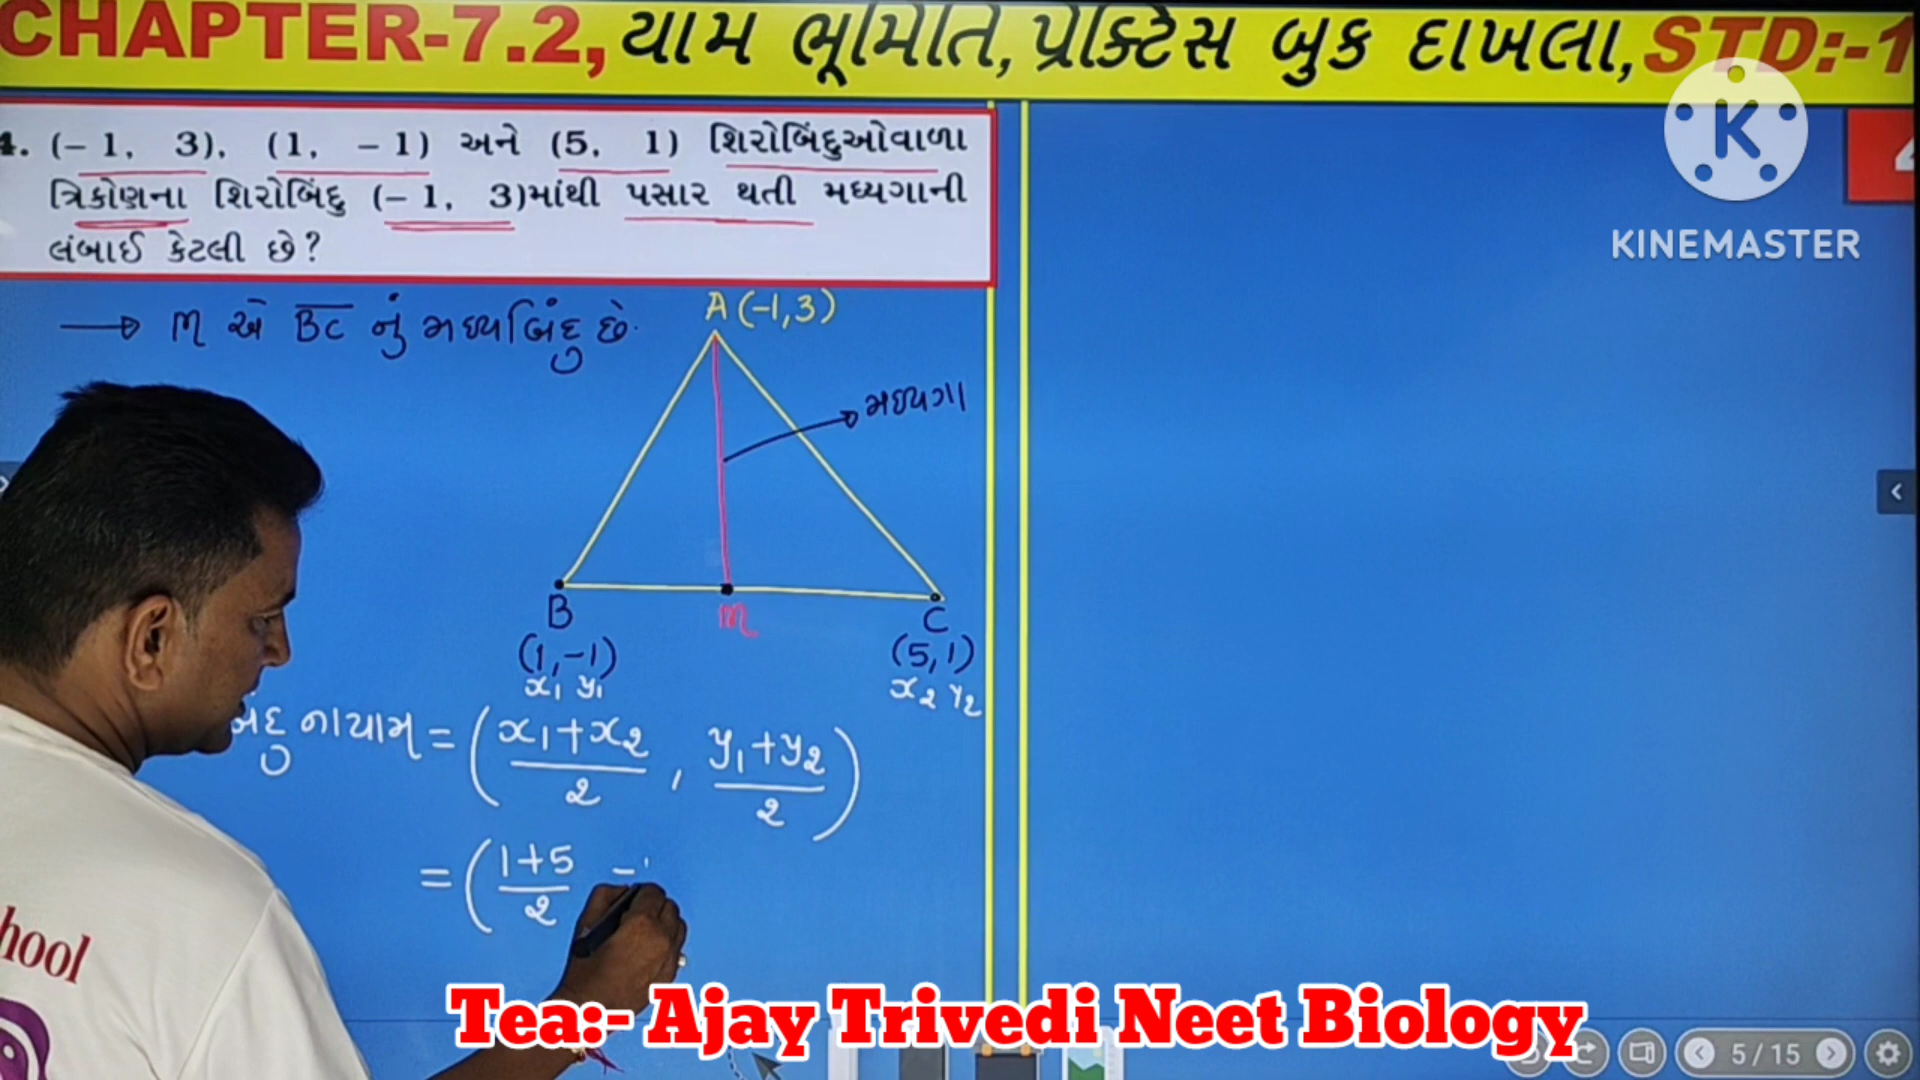 CHAPTER-7.2, યામ ભૂમિતિ, પ્રેક્ટિસ બુક દાખલા, STD:-1
4. (– 1, 3), (1, – 1) અને (5, 1) શિરોબિંદુઓવાળા
ત્રિકોણના શિરોબિંદુ (– 1, 3)માંથી પસાર થતી મધ્યગાની
લંબાઈ કેટલી છે?
KINEMASTER
M એ BC નું મધ્યબિંદુ છે.
A (-1,3)
મધ્યગા
B
M
C
(1,-1)
(5,1)
x₁ y₁
x₂ y₂
ના યામ = (x₁+x₂/2 , y₁+y₂/2)
= (1+5/2
hool
Tea:- Ajay Trivedi Neet Biology
5 / 15